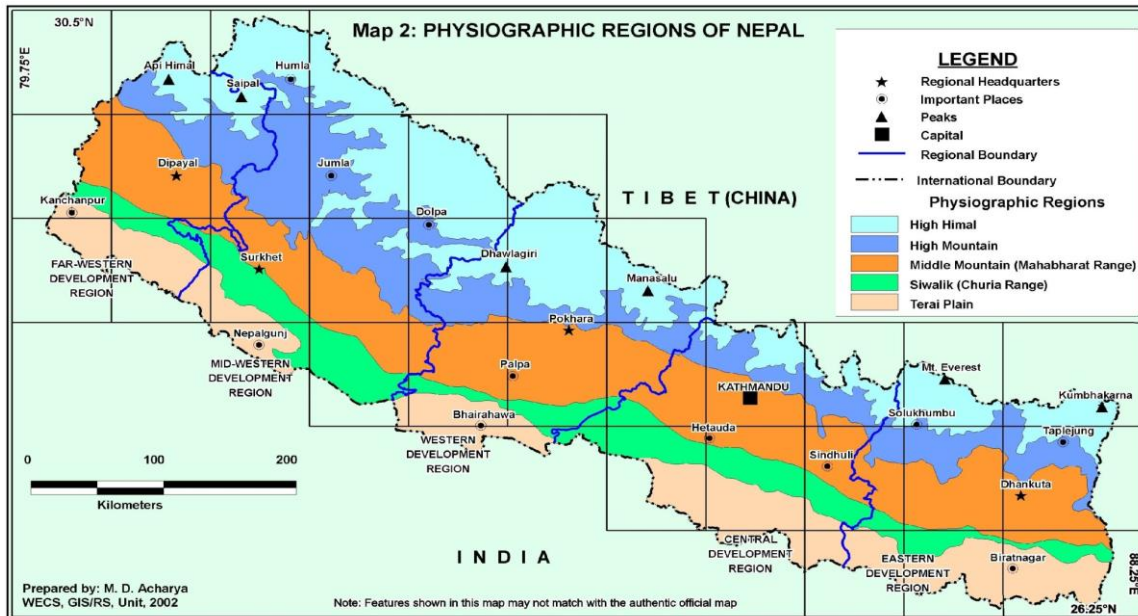 30.5°N
Map 2: PHYSIOGRAPHIC REGIONS OF NEPAL
79.75°E
Api Himal
Saipal
Humla
Dipayal
Jumla
Kanchanpur
Dolpa
TIBET (CHINA)
Surkhet
Dhawlagiri
Manasalu
FAR-WESTERN
DEVELOPMENT
REGION
Nepalgunj
Pokhara
MID-WESTERN
DEVELOPMENT
REGION
Palpa
KATHMANDU
Mt. Everest
Kumbhakarna
Bhairahawa
Hetauda
Solukhumbu
Taplejung
WESTERN
DEVELOPMENT
REGION
Sindhuli
Dhankuta
INDIA
CENTRAL
DEVELOPMENT
REGION
EASTERN
DEVELOPMENT
REGION
Biratnagar
88.25°E
26.25°N
LEGEND
Regional Headquarters
Important Places
Peaks
Capital
Regional Boundary
International Boundary
Physiographic Regions
High Himal
High Mountain
Middle Mountain (Mahabharat Range)
Siwalik (Churia Range)
Terai Plain
0 100 200
Kilometers
Prepared by: M. D. Acharya
WECS, GIS/RS, Unit, 2002
Note: Features shown in this map may not match with the authentic official map